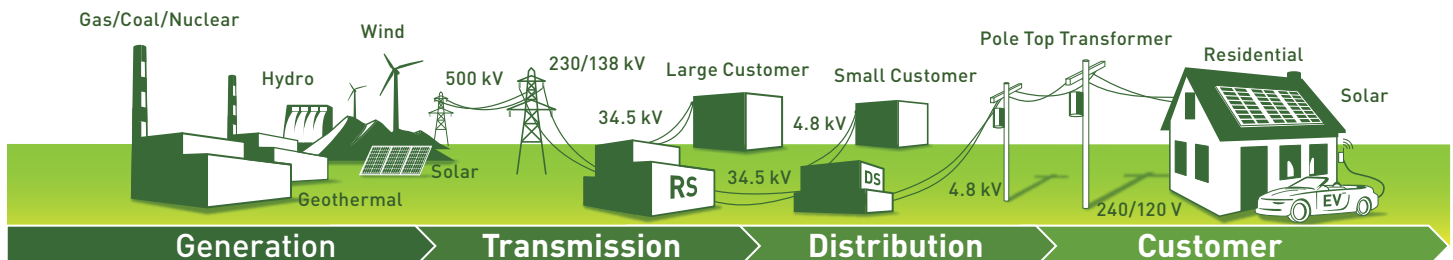 Gas/Coal/Nuclear
Hydro
Wind
Solar
Geothermal
500 kV
230/138 kV
34.5 kV
Large Customer
RS
34.5 kV
Small Customer
4.8 kV
DS
4.8 kV
Pole Top Transformer
240/120 V
Residential
Solar
EV
Generation
Transmission
Distribution
Customer